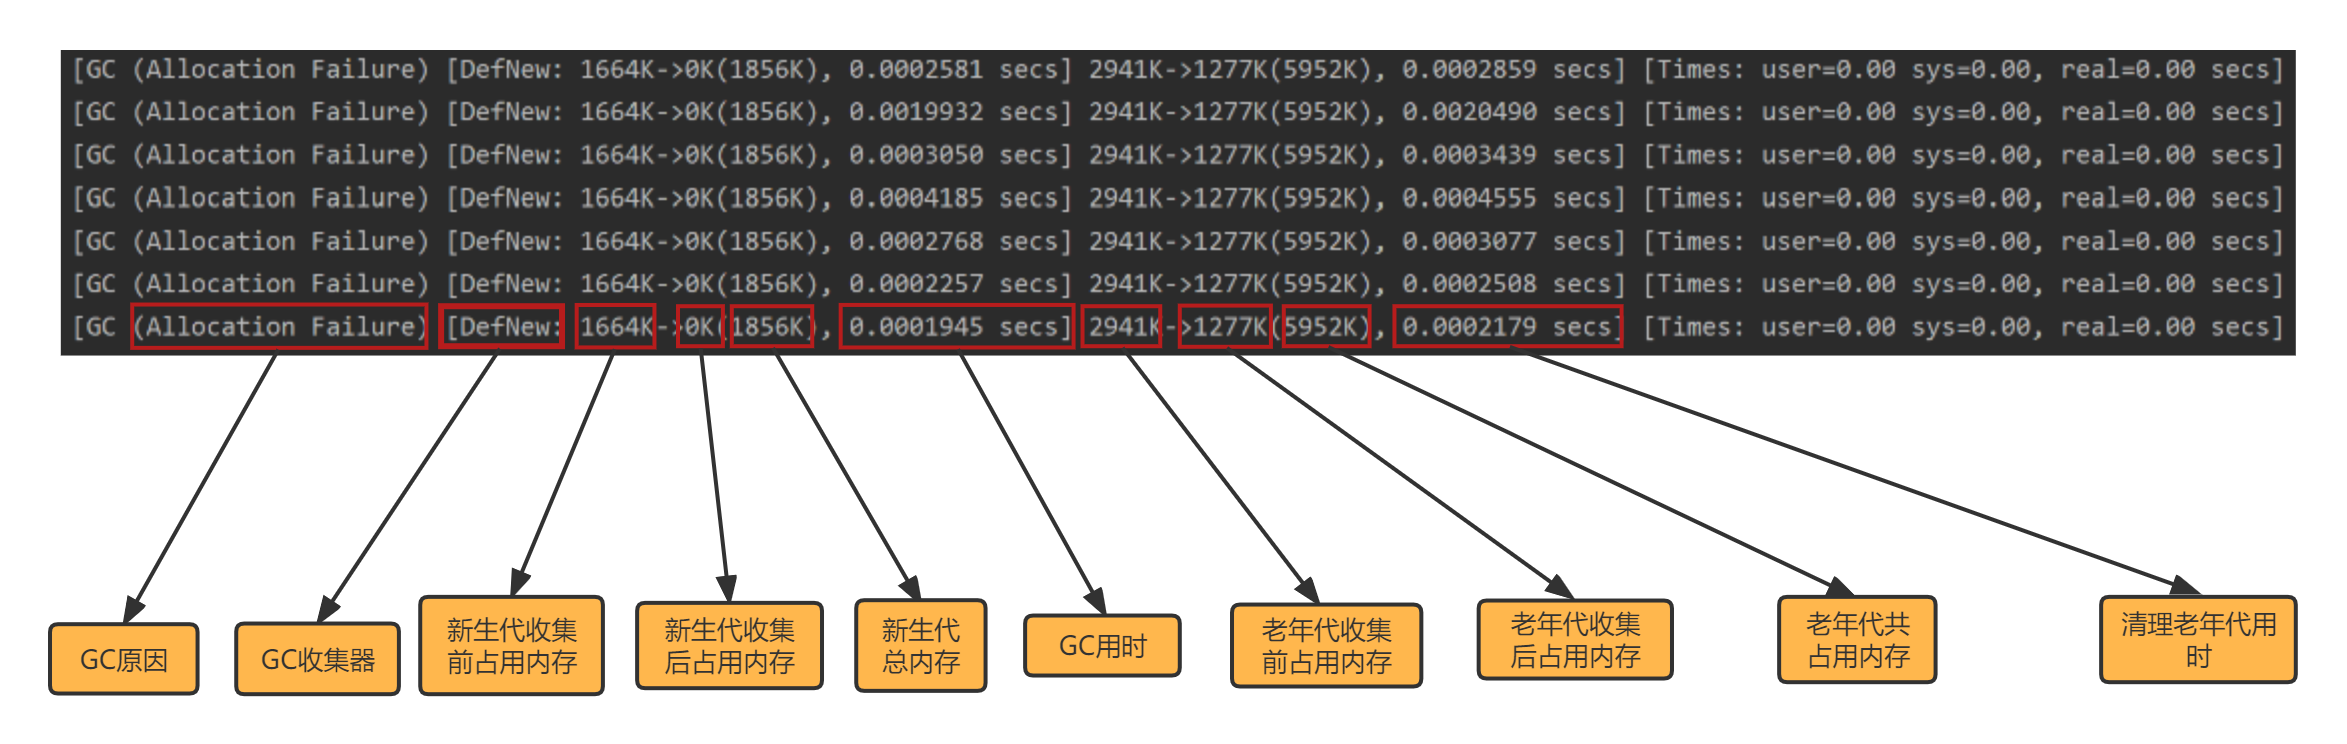 [GC (Allocation Failure) [DefNew: 1664K->0K(1856K), 0.0002581 secs] 2941K->1277K(5952K), 0.0002859 secs] [Times: user=0.00 sys=0.00, real=0.00 secs]
[GC (Allocation Failure) [DefNew: 1664K->0K(1856K), 0.0019932 secs] 2941K->1277K(5952K), 0.0020490 secs] [Times: user=0.00 sys=0.00, real=0.00 secs]
[GC (Allocation Failure) [DefNew: 1664K->0K(1856K), 0.0003050 secs] 2941K->1277K(5952K), 0.0003439 secs] [Times: user=0.00 sys=0.00, real=0.00 secs]
[GC (Allocation Failure) [DefNew: 1664K->0K(1856K), 0.0004185 secs] 2941K->1277K(5952K), 0.0004555 secs] [Times: user=0.00 sys=0.00, real=0.00 secs]
[GC (Allocation Failure) [DefNew: 1664K->0K(1856K), 0.0002768 secs] 2941K->1277K(5952K), 0.0003077 secs] [Times: user=0.00 sys=0.00, real=0.00 secs]
[GC (Allocation Failure) [DefNew: 1664K->0K(1856K), 0.0002257 secs] 2941K->1277K(5952K), 0.0002508 secs] [Times: user=0.00 sys=0.00, real=0.00 secs]
[GC (Allocation Failure) [DefNew: 1664K->0K(1856K), 0.0001945 secs] 2941K->1277K(5952K), 0.0002179 secs] [Times: user=0.00 sys=0.00, real=0.00 secs]
GC原因
GC收集器
新生代收集
前占用内存
新生代收集
后占用内存
新生代
总内存
GC用时
老年代收集
前占用内存
老年代收集
后占用内存
老年代共
占用内存
清理老年代用
时